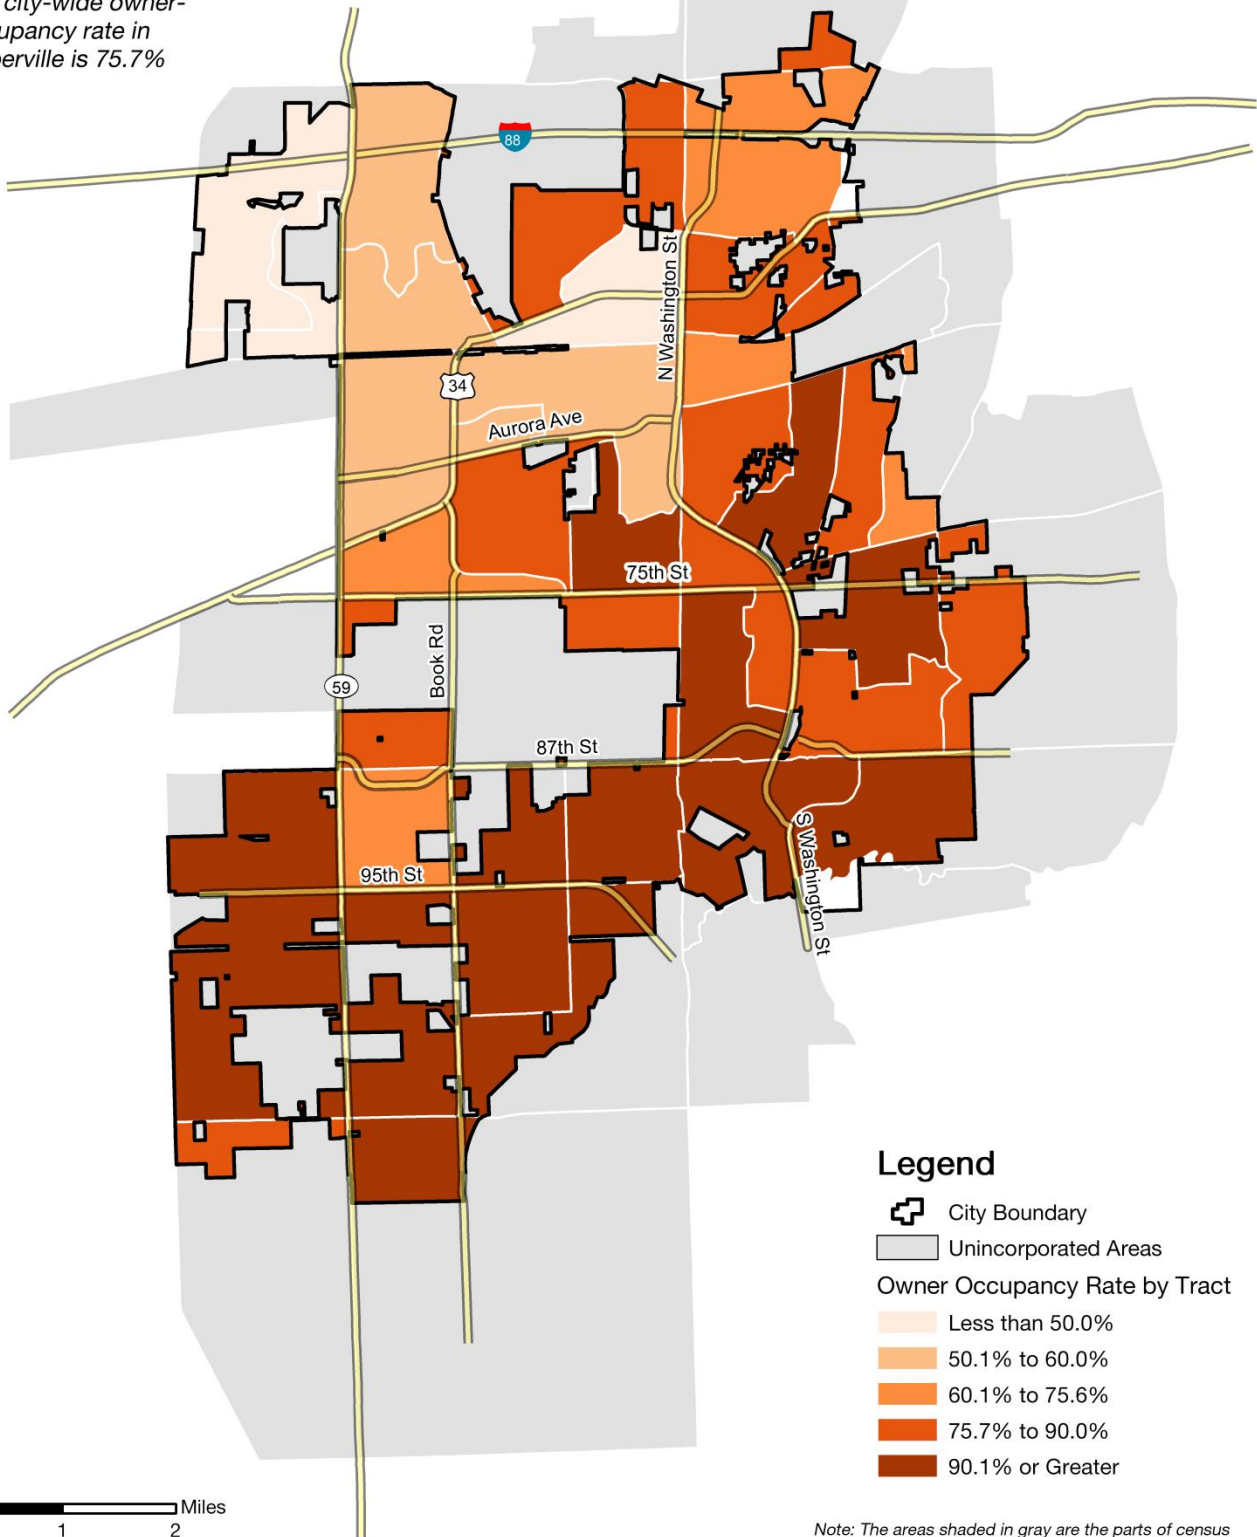 city-wide owner-
upancy rate in
erville is 75.7%
88
N Washington St
34
Aurora Ave
75th St
Book Rd
59
87th St
95th St
S Washington St
Legend
City Boundary
Unincorporated Areas
Owner Occupancy Rate by Tract
Less than 50.0%
50.1% to 60.0%
60.1% to 75.6%
75.7% to 90.0%
90.1% or Greater
Miles
1 2
Note: The areas shaded in gray are the parts of census